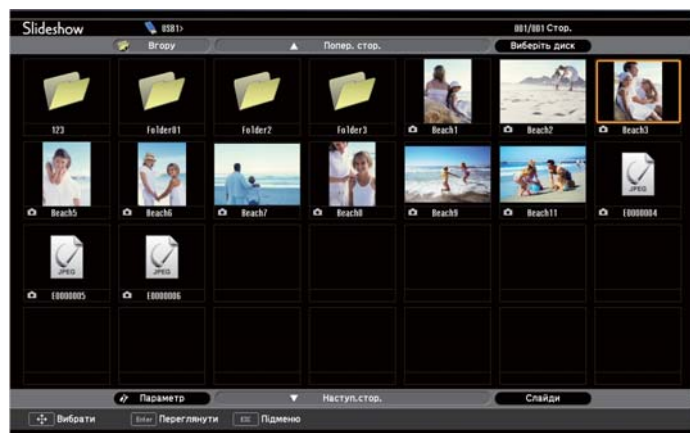 Slideshow USB1> 001/001 Стор.
Вгору Попер. стор. Виберіть диск
123 Folder01 Folder2 Folder3 Beach1 Beach2 Beach3
Beach5 Beach6 Beach7 Beach8 Beach9 Beach11 E0000004
JPEG
E0000005 E0000006
JPEG JPEG
Параметр Наступ.стор. Слайди
Вибрати Enter Переглянути ESC Підменю